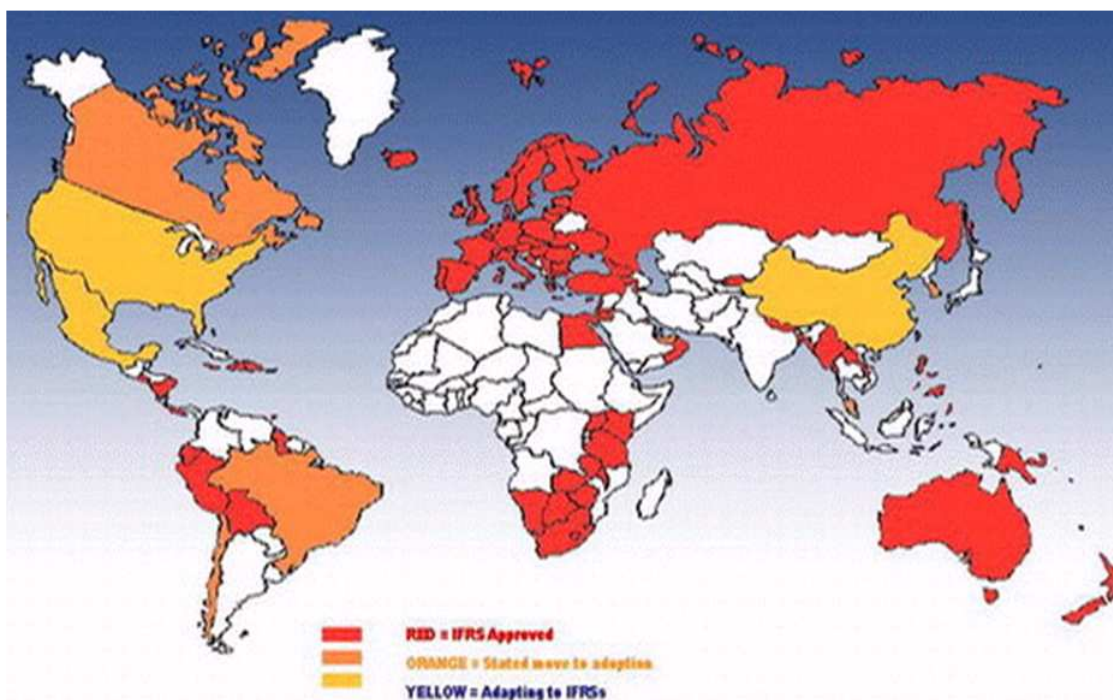 RED = IFRS Approved
ORANGE = Stated move to adoption
YELLOW = Adapting to IFRSs